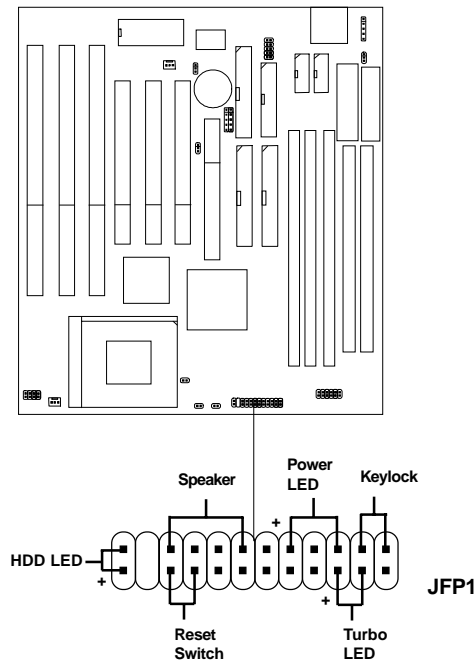 Speaker
Power
LED
Keylock
+
HDD LED
+
JFP1
+
Reset
Switch
Turbo
LED